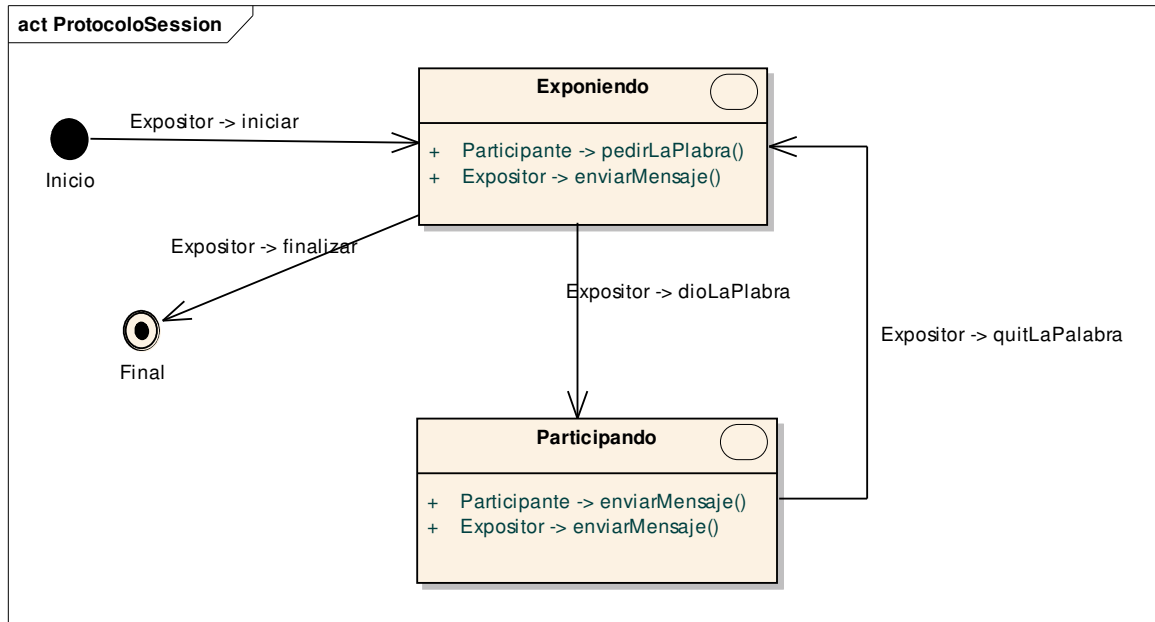 act ProtocoloSession
Exponiendo
Expositor -> iniciar
+ Participante -> pedirLaPlabra()
+ Expositor -> enviarMensaje()
Inicio
Expositor -> finalizar
Expositor -> dioLaPlabra
Expositor -> quitLaPalabra
Final
Participando
+ Participante -> enviarMensaje()
+ Expositor -> enviarMensaje()